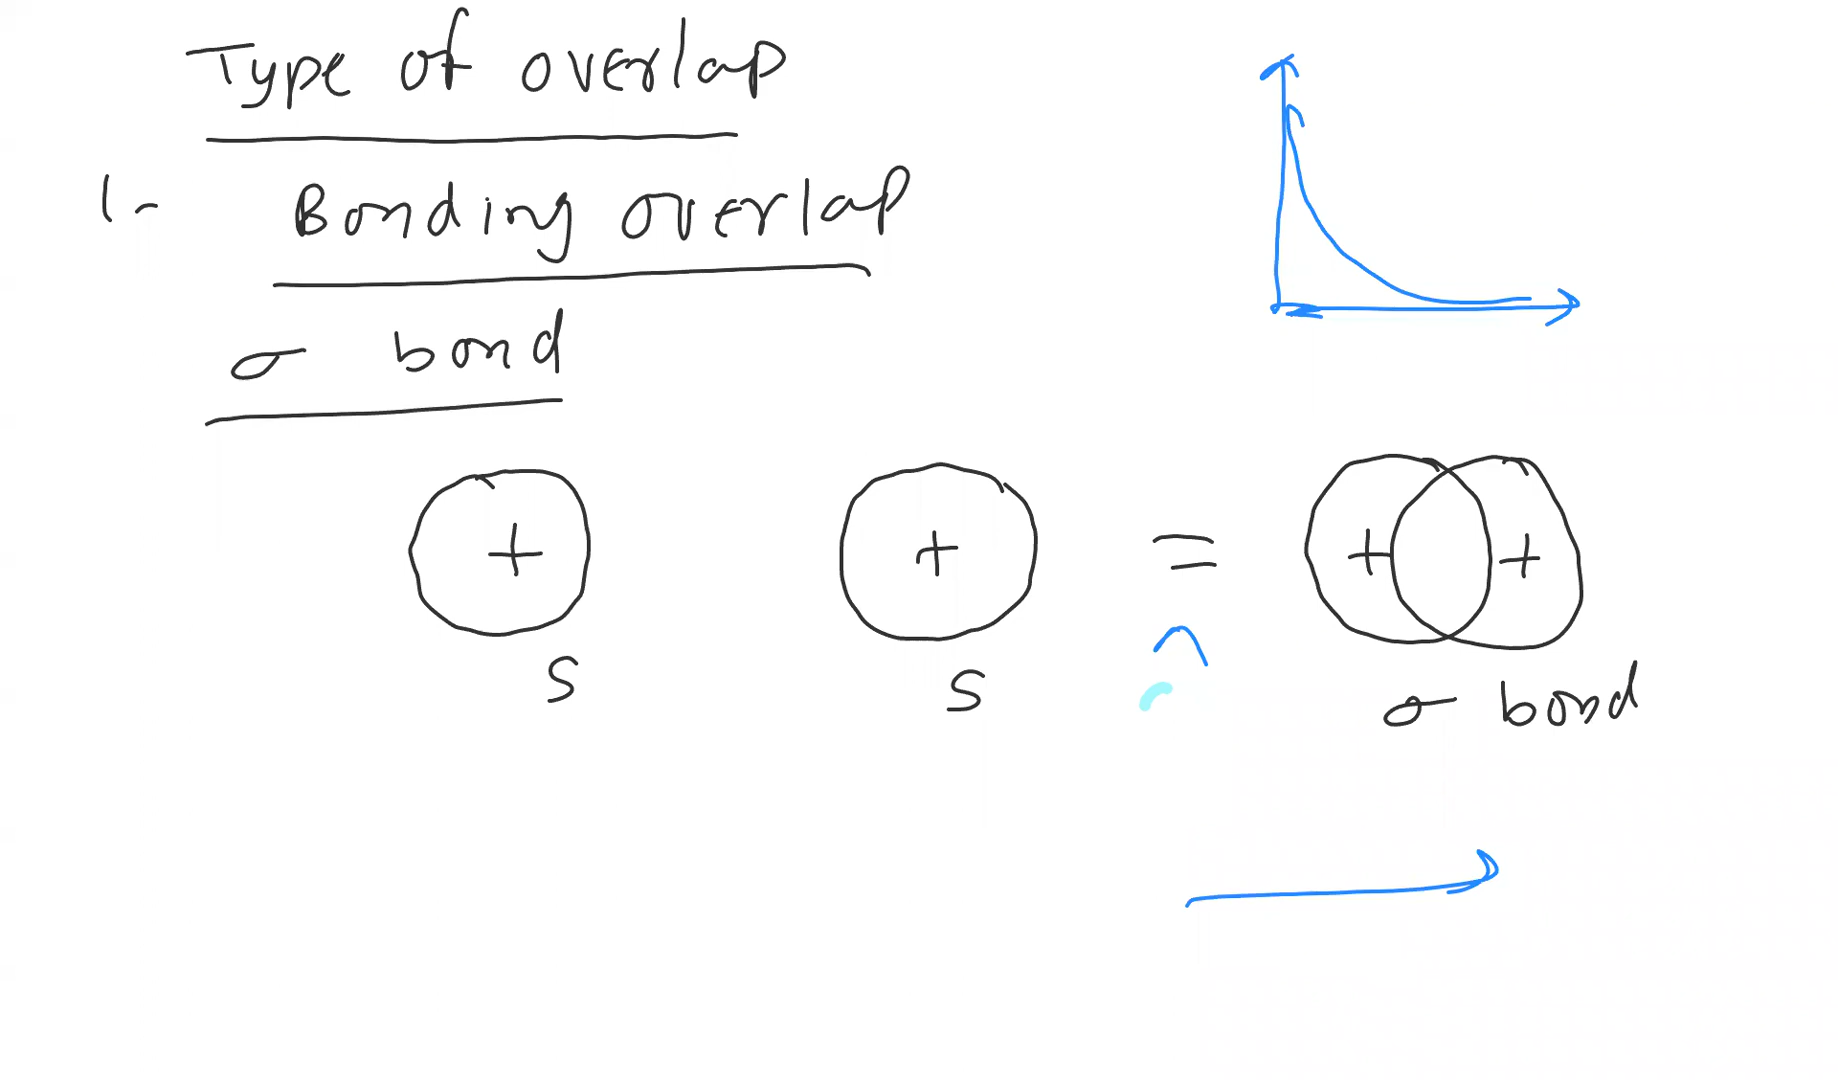 Type of overlap
1- Bonding overlap
σ bond
+ + = + +
S S σ bond